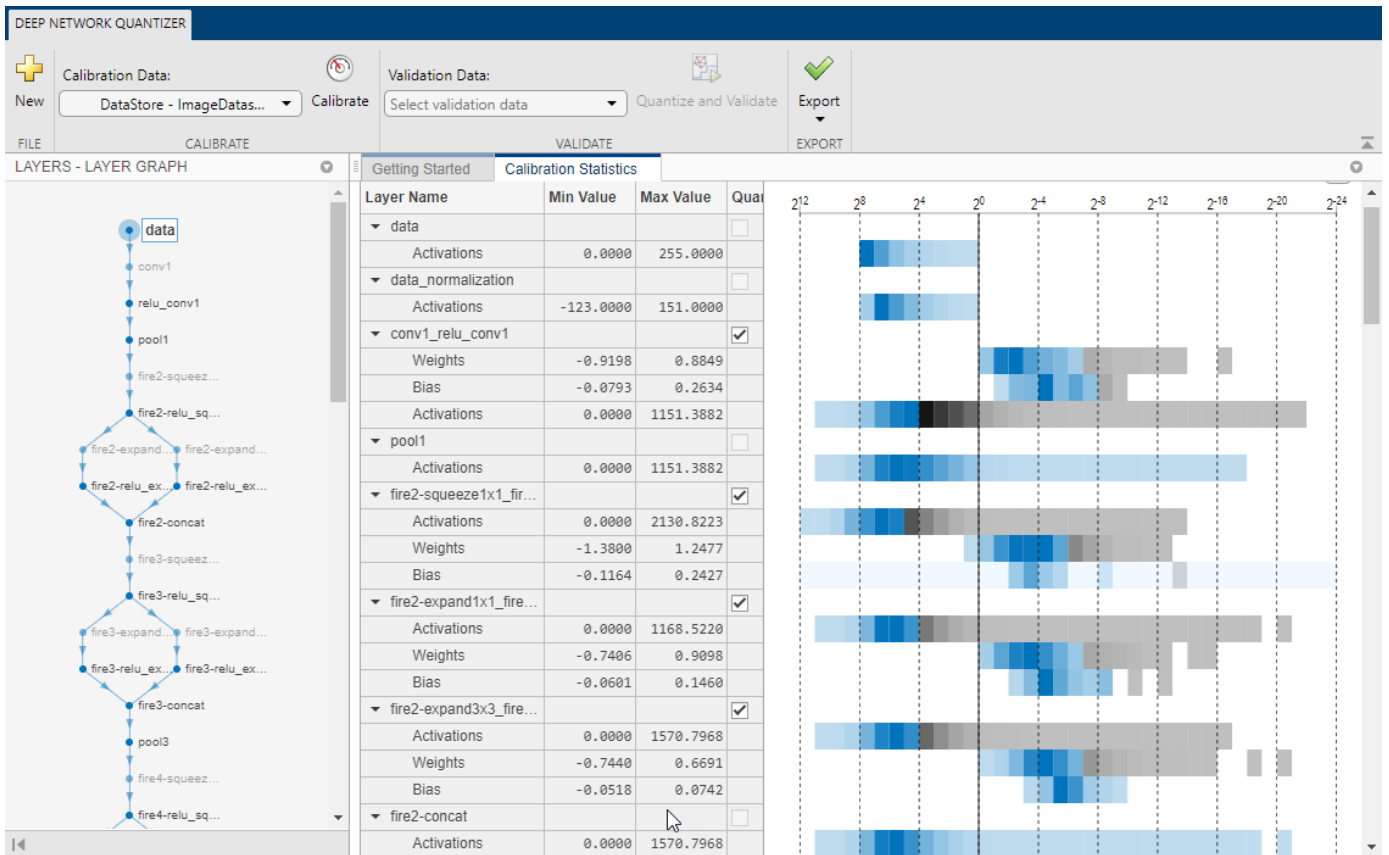 DEEP NETWORK QUANTIZER
New
Calibration Data:
DataStore - ImageDatas...
Calibrate
Validation Data:
Select validation data
Quantize and Validate
Export
FILE
CALIBRATE
VALIDATE
EXPORT
LAYERS - LAYER GRAPH
data
conv1
relu_conv1
pool1
fire2-squeez...
fire2-relu_sq...
fire2-expand... fire2-expand...
fire2-relu_ex... fire2-relu_ex...
fire2-concat
fire3-squeez...
fire3-relu_sq...
fire3-expand... fire3-expand...
fire3-relu_ex... fire3-relu_ex...
fire3-concat
pool3
fire4-squeez...
fire4-relu_sq...
Getting Started Calibration Statistics
Layer Name Min Value Max Value Quan
data
Activations 0.0000 255.0000
data_normalization
Activations -123.0000 151.0000
conv1_relu_conv1
Weights -0.9198 0.8849
Bias -0.0793 0.2634
Activations 0.0000 1151.3882
pool1
Activations 0.0000 1151.3882
fire2-squeeze1x1_fir...
Activations 0.0000 2130.8223
Weights -1.3800 1.2477
Bias -0.1164 0.2427
fire2-expand1x1_fire...
Activations 0.0000 1168.5220
Weights -0.7406 0.9098
Bias -0.0601 0.1460
fire2-expand3x3_fire...
Activations 0.0000 1570.7968
Weights -0.7440 0.6691
Bias -0.0518 0.0742
fire2-concat
Activations 0.0000 1570.7968
2^12 2^8 2^4 2^0 2^-4 2^-8 2^-12 2^-16 2^-20 2^-24